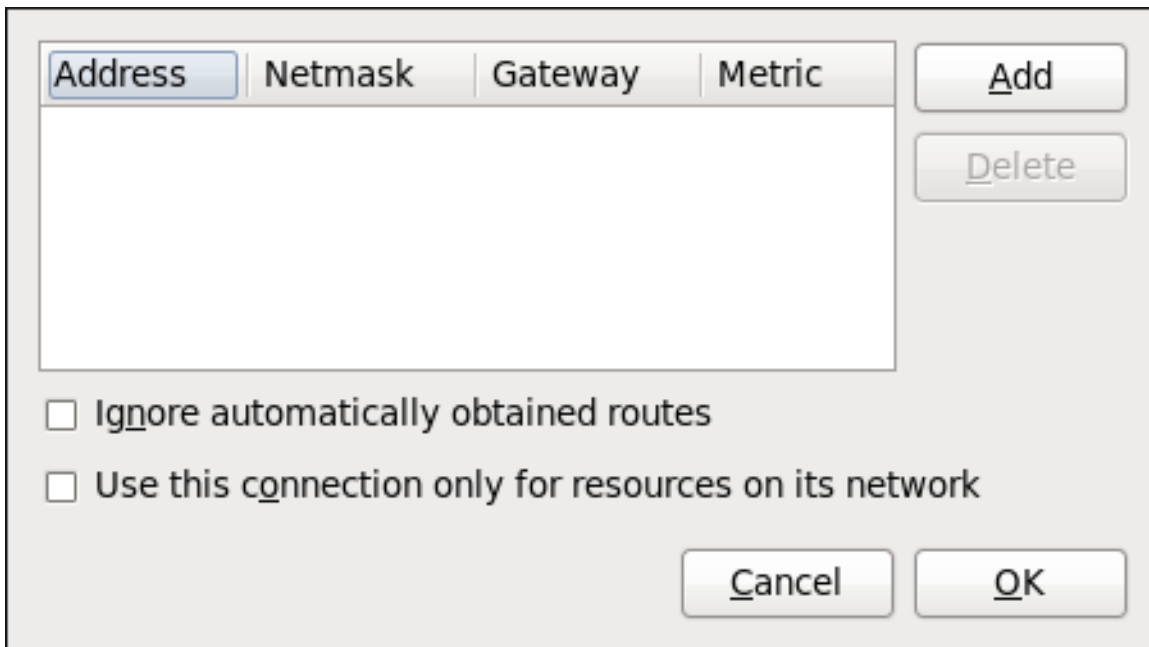 Address Netmask Gateway Metric
Add
Delete
Ignore automatically obtained routes
Use this connection only for resources on its network
Cancel
OK